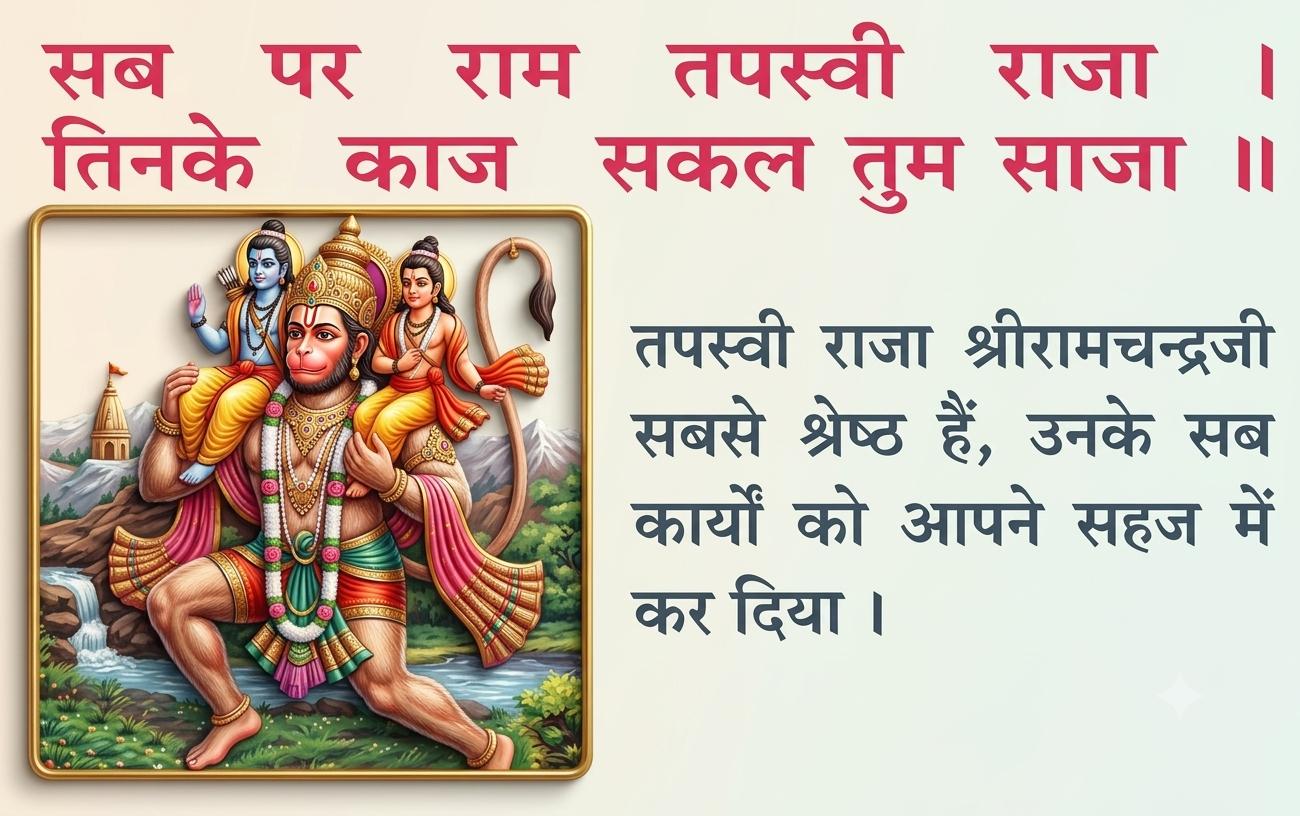 सब पर राम तपस्वी राजा ।
तिनके काज सकल तुम साजा ॥
तपस्वी राजा श्रीरामचन्द्रजी
सबसे श्रेष्ठ हैं, उनके सब
कार्यों को आपने सहज में
कर दिया ।